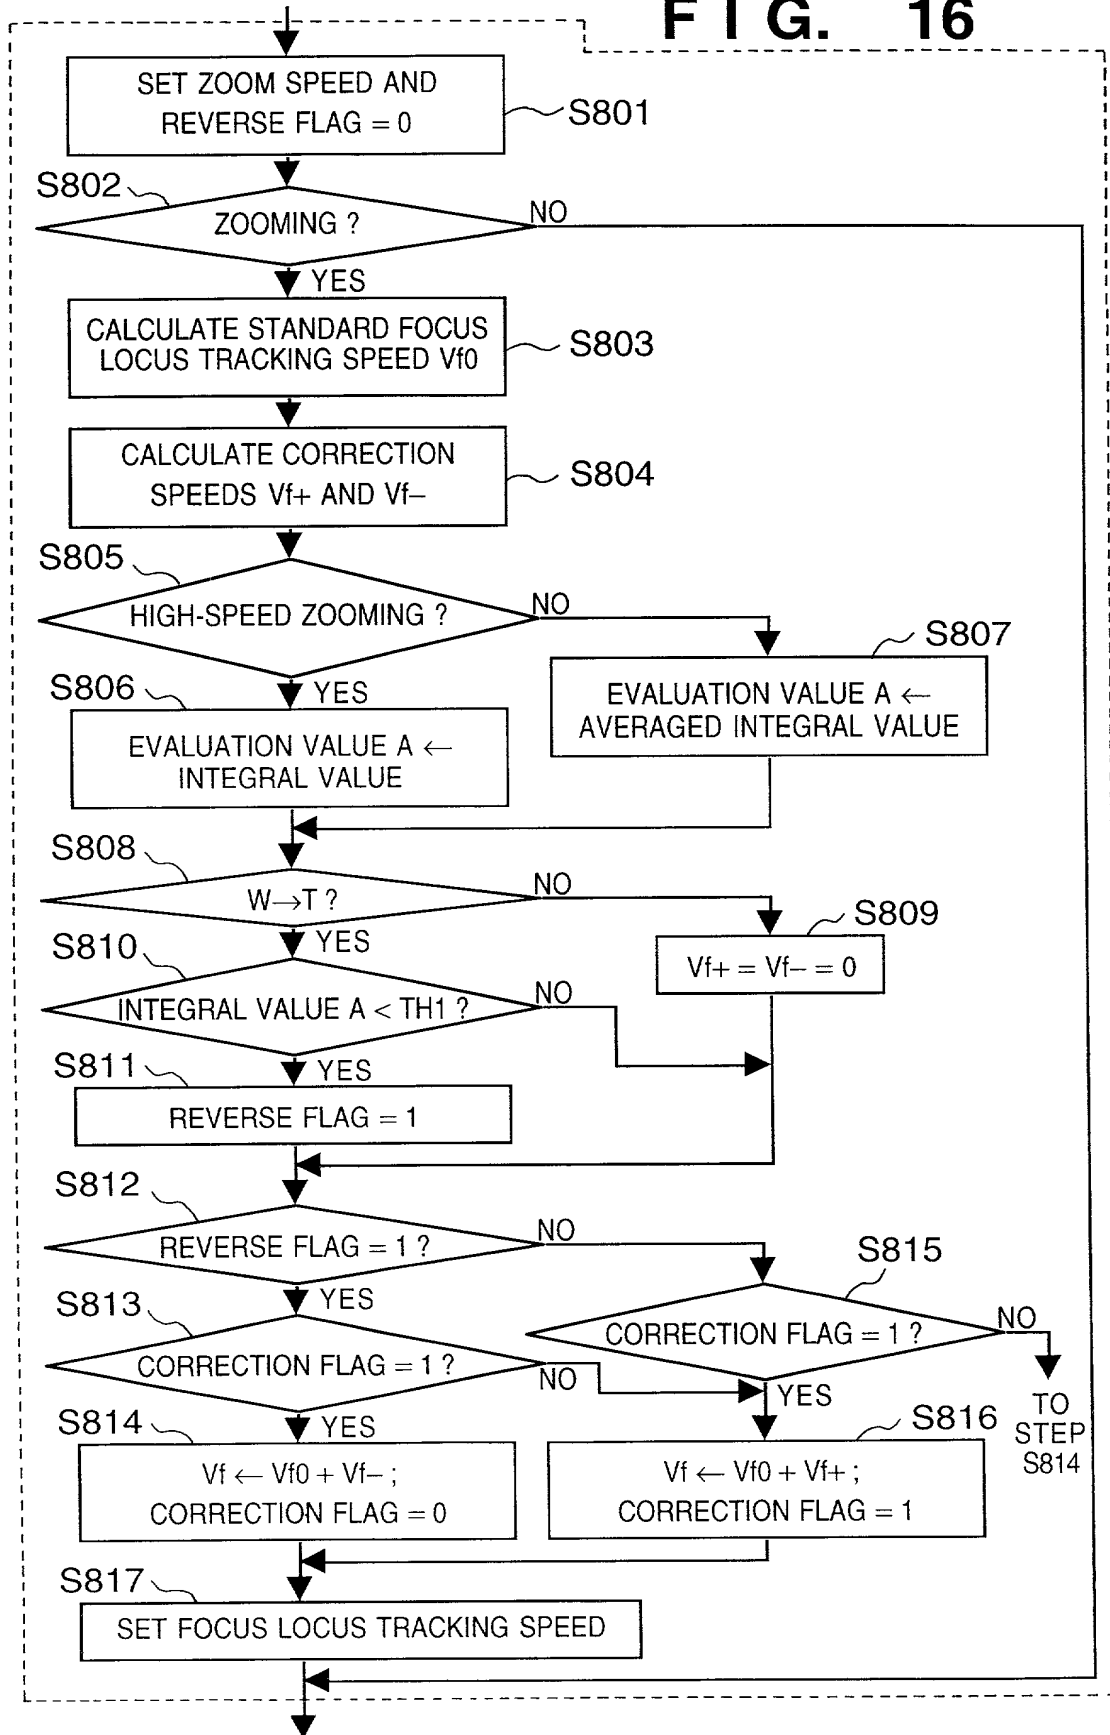 FIG. 16
SET ZOOM SPEED AND
REVERSE FLAG = 0
S801
S802
ZOOMING ?
NO
YES
CALCULATE STANDARD FOCUS
LOCUS TRACKING SPEED Vf0
S803
CALCULATE CORRECTION
SPEEDS Vf+ AND Vf−
S804
S805
HIGH-SPEED ZOOMING ?
NO
YES
S807
EVALUATION VALUE A ←
AVERAGED INTEGRAL VALUE
S806
EVALUATION VALUE A ←
INTEGRAL VALUE
S808
W→T ?
NO
YES
S809
Vf+ = Vf− = 0
S810
INTEGRAL VALUE A < TH1 ?
NO
YES
S811
REVERSE FLAG = 1
S812
REVERSE FLAG = 1 ?
NO
YES
S815
CORRECTION FLAG = 1 ?
NO
YES
TO
STEP
S814
S813
CORRECTION FLAG = 1 ?
NO
YES
S814
Vf ← Vf0 + Vf− ;
CORRECTION FLAG = 0
S816
Vf ← Vf0 + Vf+ ;
CORRECTION FLAG = 1
S817
SET FOCUS LOCUS TRACKING SPEED